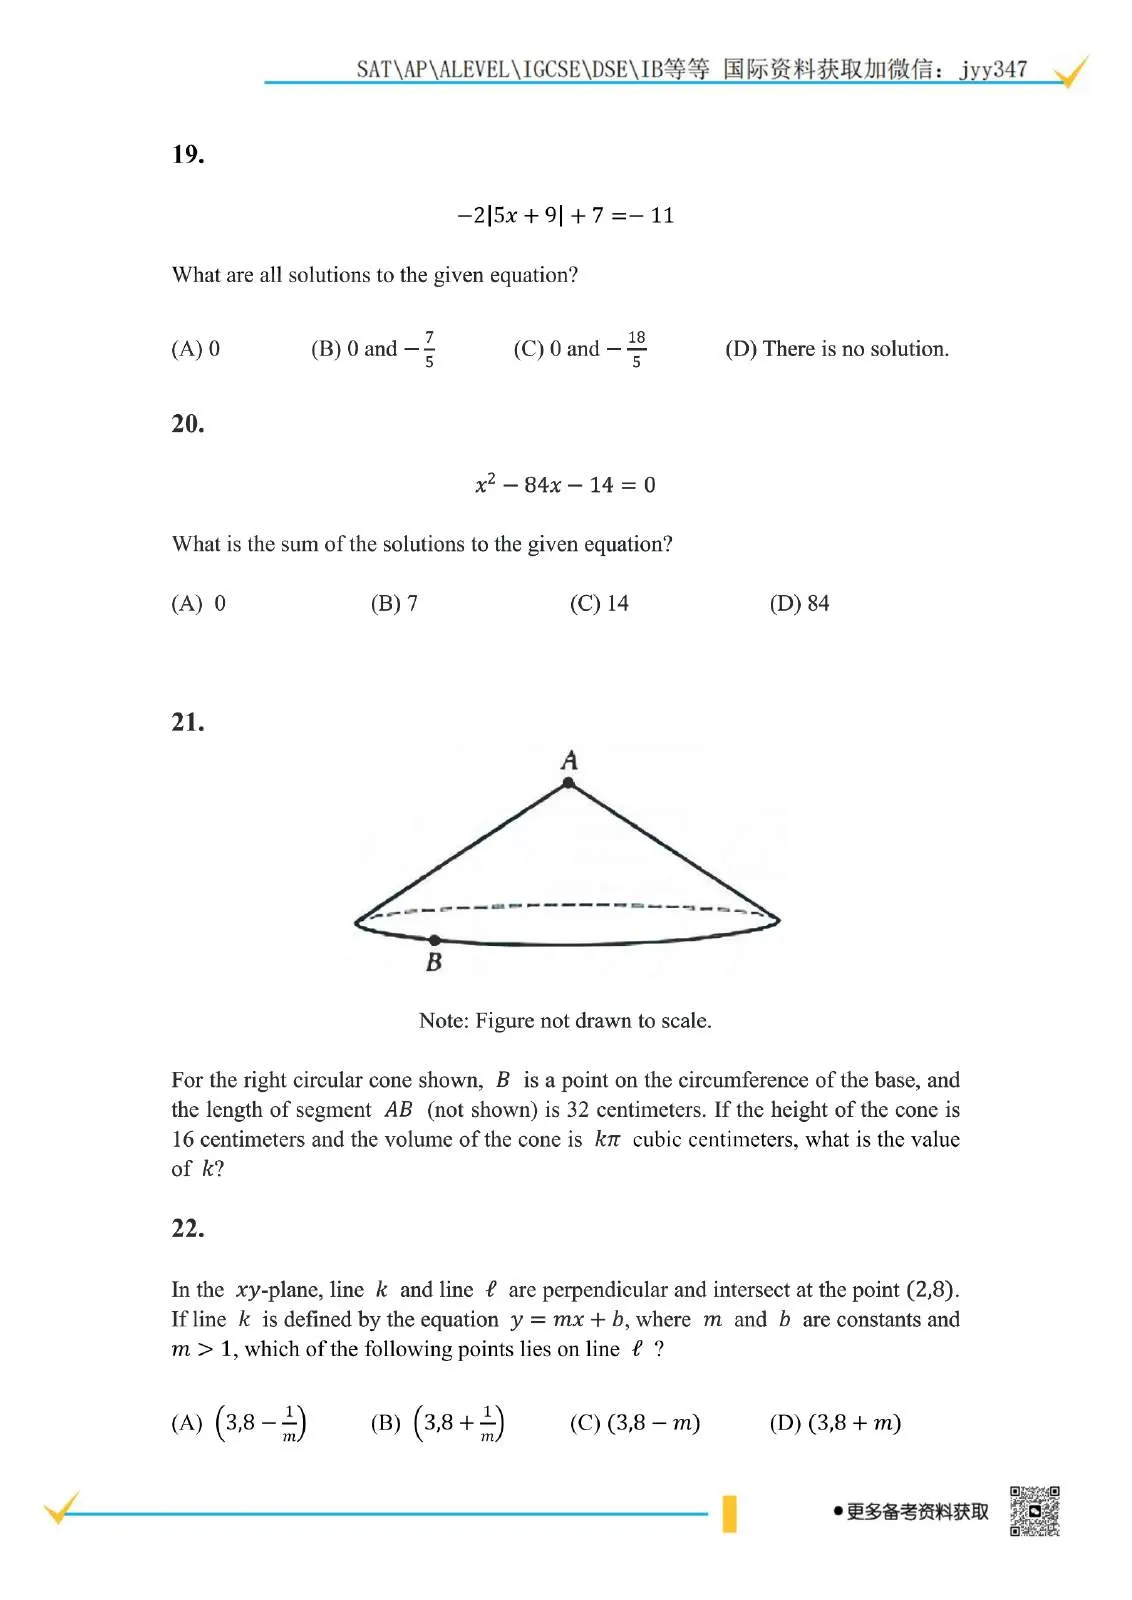 SAT\AP\ALEVEL\IGCSE\DSE\IB等等 国际资料获取加微信：jyy347
19.
−2|5x + 9| + 7 =− 11
What are all solutions to the given equation?
(A) 0 (B) 0 and −7/5 (C) 0 and −18/5 (D) There is no solution.
20.
x² − 84x − 14 = 0
What is the sum of the solutions to the given equation?
(A) 0 (B) 7 (C) 14 (D) 84
21.
A
B
Note: Figure not drawn to scale.
For the right circular cone shown, B is a point on the circumference of the base, and
the length of segment AB (not shown) is 32 centimeters. If the height of the cone is
16 centimeters and the volume of the cone is kπ cubic centimeters, what is the value
of k?
22.
In the xy-plane, line k and line ℓ are perpendicular and intersect at the point (2,8).
If line k is defined by the equation y = mx + b, where m and b are constants and
m > 1, which of the following points lies on line ℓ ?
(A) (3,8 − 1/m) (B) (3,8 + 1/m) (C) (3,8 − m) (D) (3,8 + m)
●更多备考资料获取